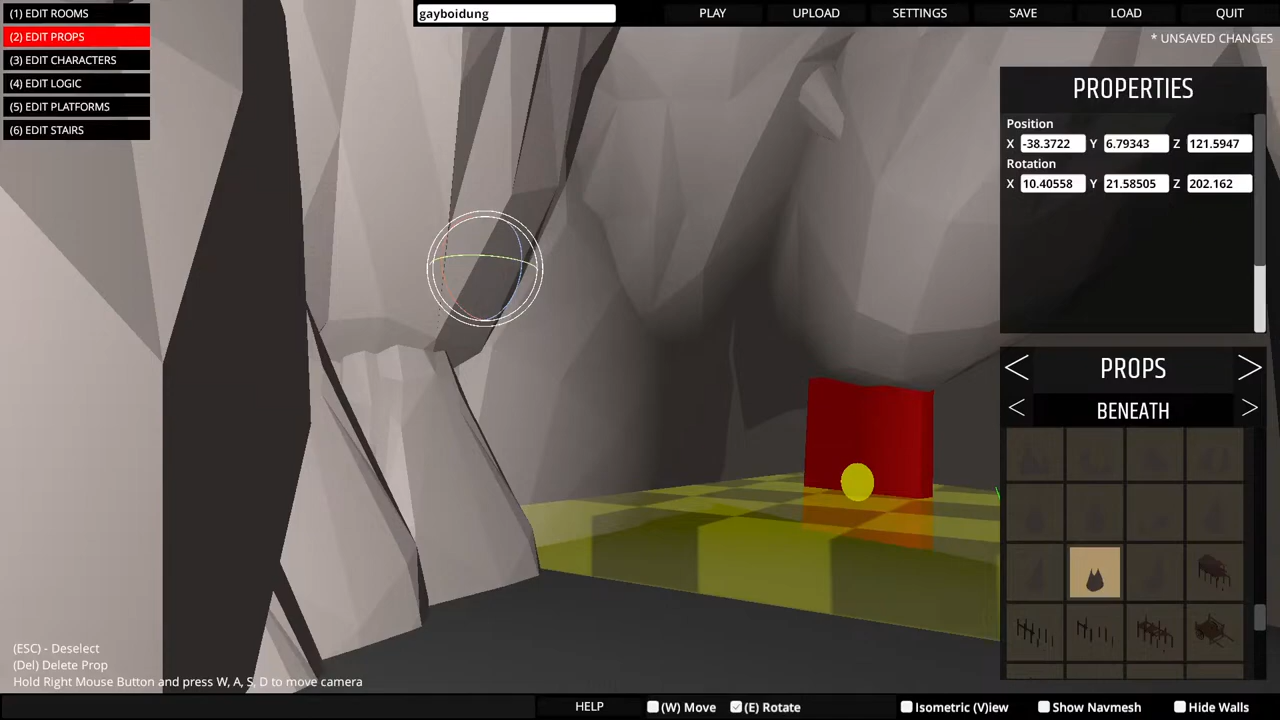 (1) EDIT ROOMS
(2) EDIT PROPS
(3) EDIT CHARACTERS
(4) EDIT LOGIC
(5) EDIT PLATFORMS
(6) EDIT STAIRS
gayboidung
PLAY UPLOAD SETTINGS SAVE LOAD QUIT
* UNSAVED CHANGES
PROPERTIES
Position
X -38.3722 Y 6.79343 Z 121.5947
Rotation
X 10.40558 Y 21.58505 Z 202.162
< PROPS >
< BENEATH >
(ESC) - Deselect
(Del) Delete Prop
Hold Right Mouse Button and press W, A, S, D to move camera
HELP (W) Move (E) Rotate Isometric (V)iew Show Navmesh Hide Walls